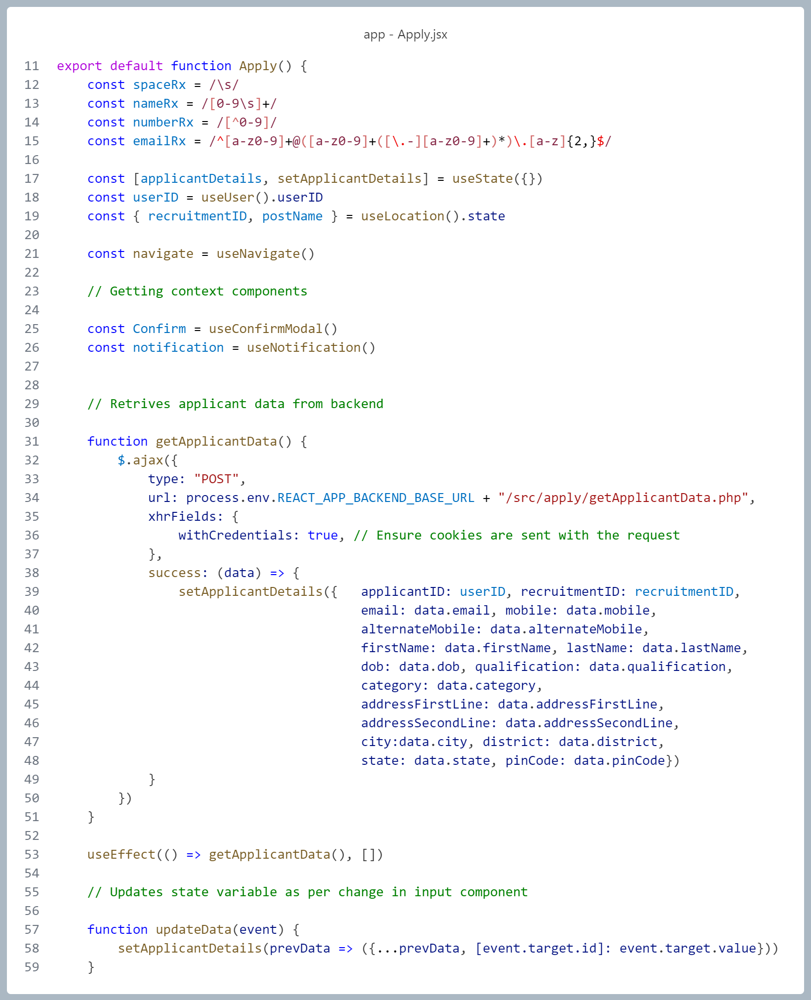 app - Apply.jsx
11 export default function Apply() {
12     const spaceRx = /\s/
13     const nameRx = /[0-9\s]+/
14     const numberRx = /[^0-9]/
15     const emailRx = /^[a-z0-9]+@([a-z0-9]+([\.-][a-z0-9]+)*)\.[a-z]{2,}$/
16
17     const [applicantDetails, setApplicantDetails] = useState({})
18     const userID = useUser().userID
19     const { recruitmentID, postName } = useLocation().state
20
21     const navigate = useNavigate()
22
23     // Getting context components
24
25     const Confirm = useConfirmModal()
26     const notification = useNotification()
27
28
29     // Retrives applicant data from backend
30
31     function getApplicantData() {
32         $.ajax({
33             type: "POST",
34             url: process.env.REACT_APP_BACKEND_BASE_URL + "/src/apply/getApplicantData.php",
35             xhrFields: {
36                 withCredentials: true, // Ensure cookies are sent with the request
37             },
38             success: (data) => {
39                 setApplicantDetails({   applicantID: userID, recruitmentID: recruitmentID,
40                                         email: data.email, mobile: data.mobile,
41                                         alternateMobile: data.alternateMobile,
42                                         firstName: data.firstName, lastName: data.lastName,
43                                         dob: data.dob, qualification: data.qualification,
44                                         category: data.category,
45                                         addressFirstLine: data.addressFirstLine,
46                                         addressSecondLine: data.addressSecondLine,
47                                         city:data.city, district: data.district,
48                                         state: data.state, pinCode: data.pinCode})
49             }
50         })
51     }
52
53     useEffect(() => getApplicantData(), [])
54
55     // Updates state variable as per change in input component
56
57     function updateData(event) {
58         setApplicantDetails(prevData => ({...prevData, [event.target.id]: event.target.value}))
59     }